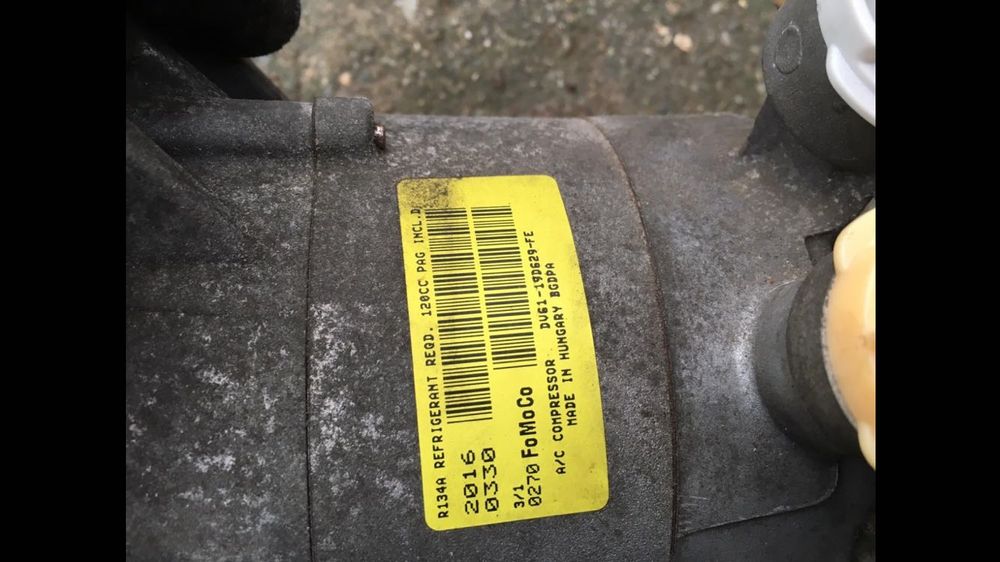 R134A REFRIGERANT REQD. 120CC PAG INCL.D
2016
0330
3/1
0270 FoMoCo DV61-19D629-FE
A/C COMPRESSOR
MADE IN HUNGARY BGDPA